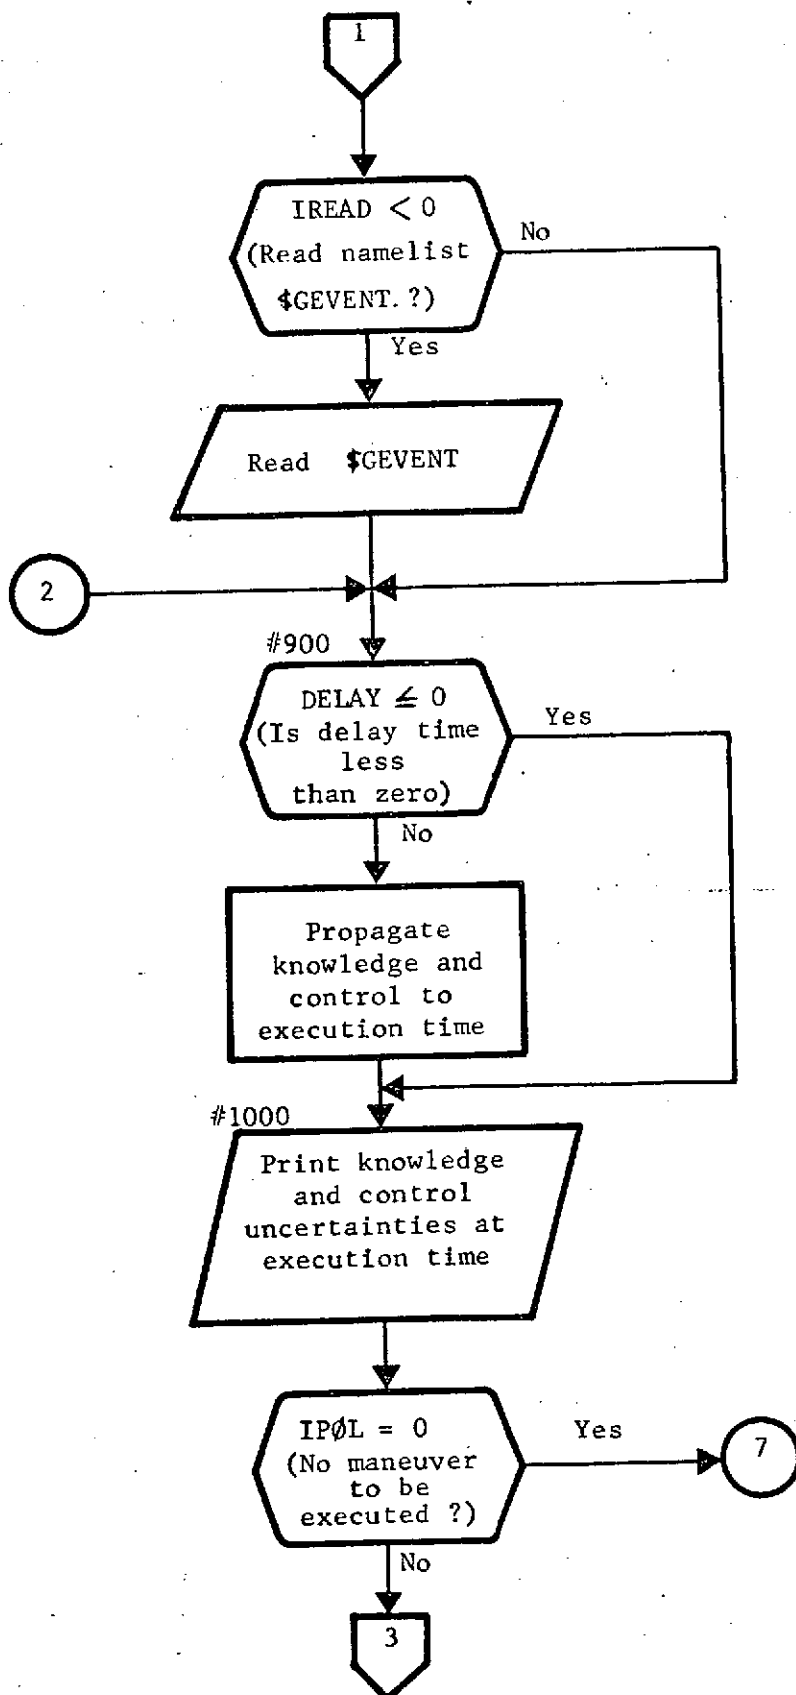 1
IREAD < 0
(Read namelist
$GEVENT.?)
No
Yes
Read $GEVENT
2
#900
DELAY ≤ 0
(Is delay time
less
than zero)
Yes
No
Propagate
knowledge and
control to
execution time
#1000
Print knowledge
and control
uncertainties at
execution time
IPØL = 0
(No maneuver
to be
executed ?)
Yes
7
No
3